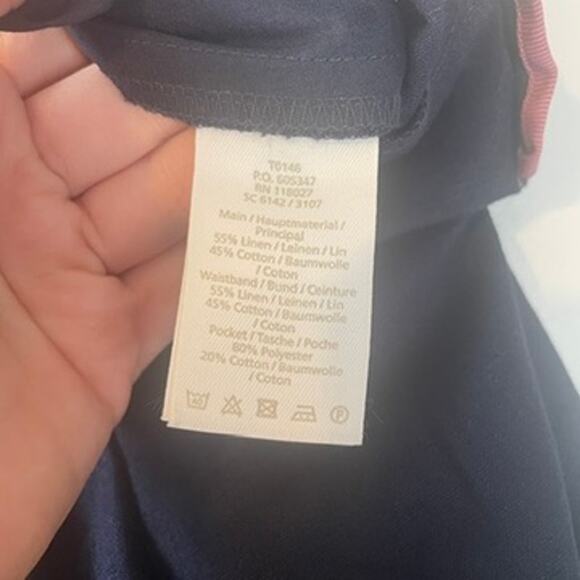 T0146
P.O. 605347
RN 118027
SC 6142 / 3107
Main / Hauptmaterial /
Principal
55% Linen / Leinen / Lin
45% Cotton / Baumwolle
/ Coton
Waistband / Bund / Ceinture
55% Linen / Leinen / Lin
45% Cotton / Baumwolle
/ Coton
Pocket / Tasche / Poche
80% Polyester
20% Cotton / Baumwolle
/ Coton
40 P